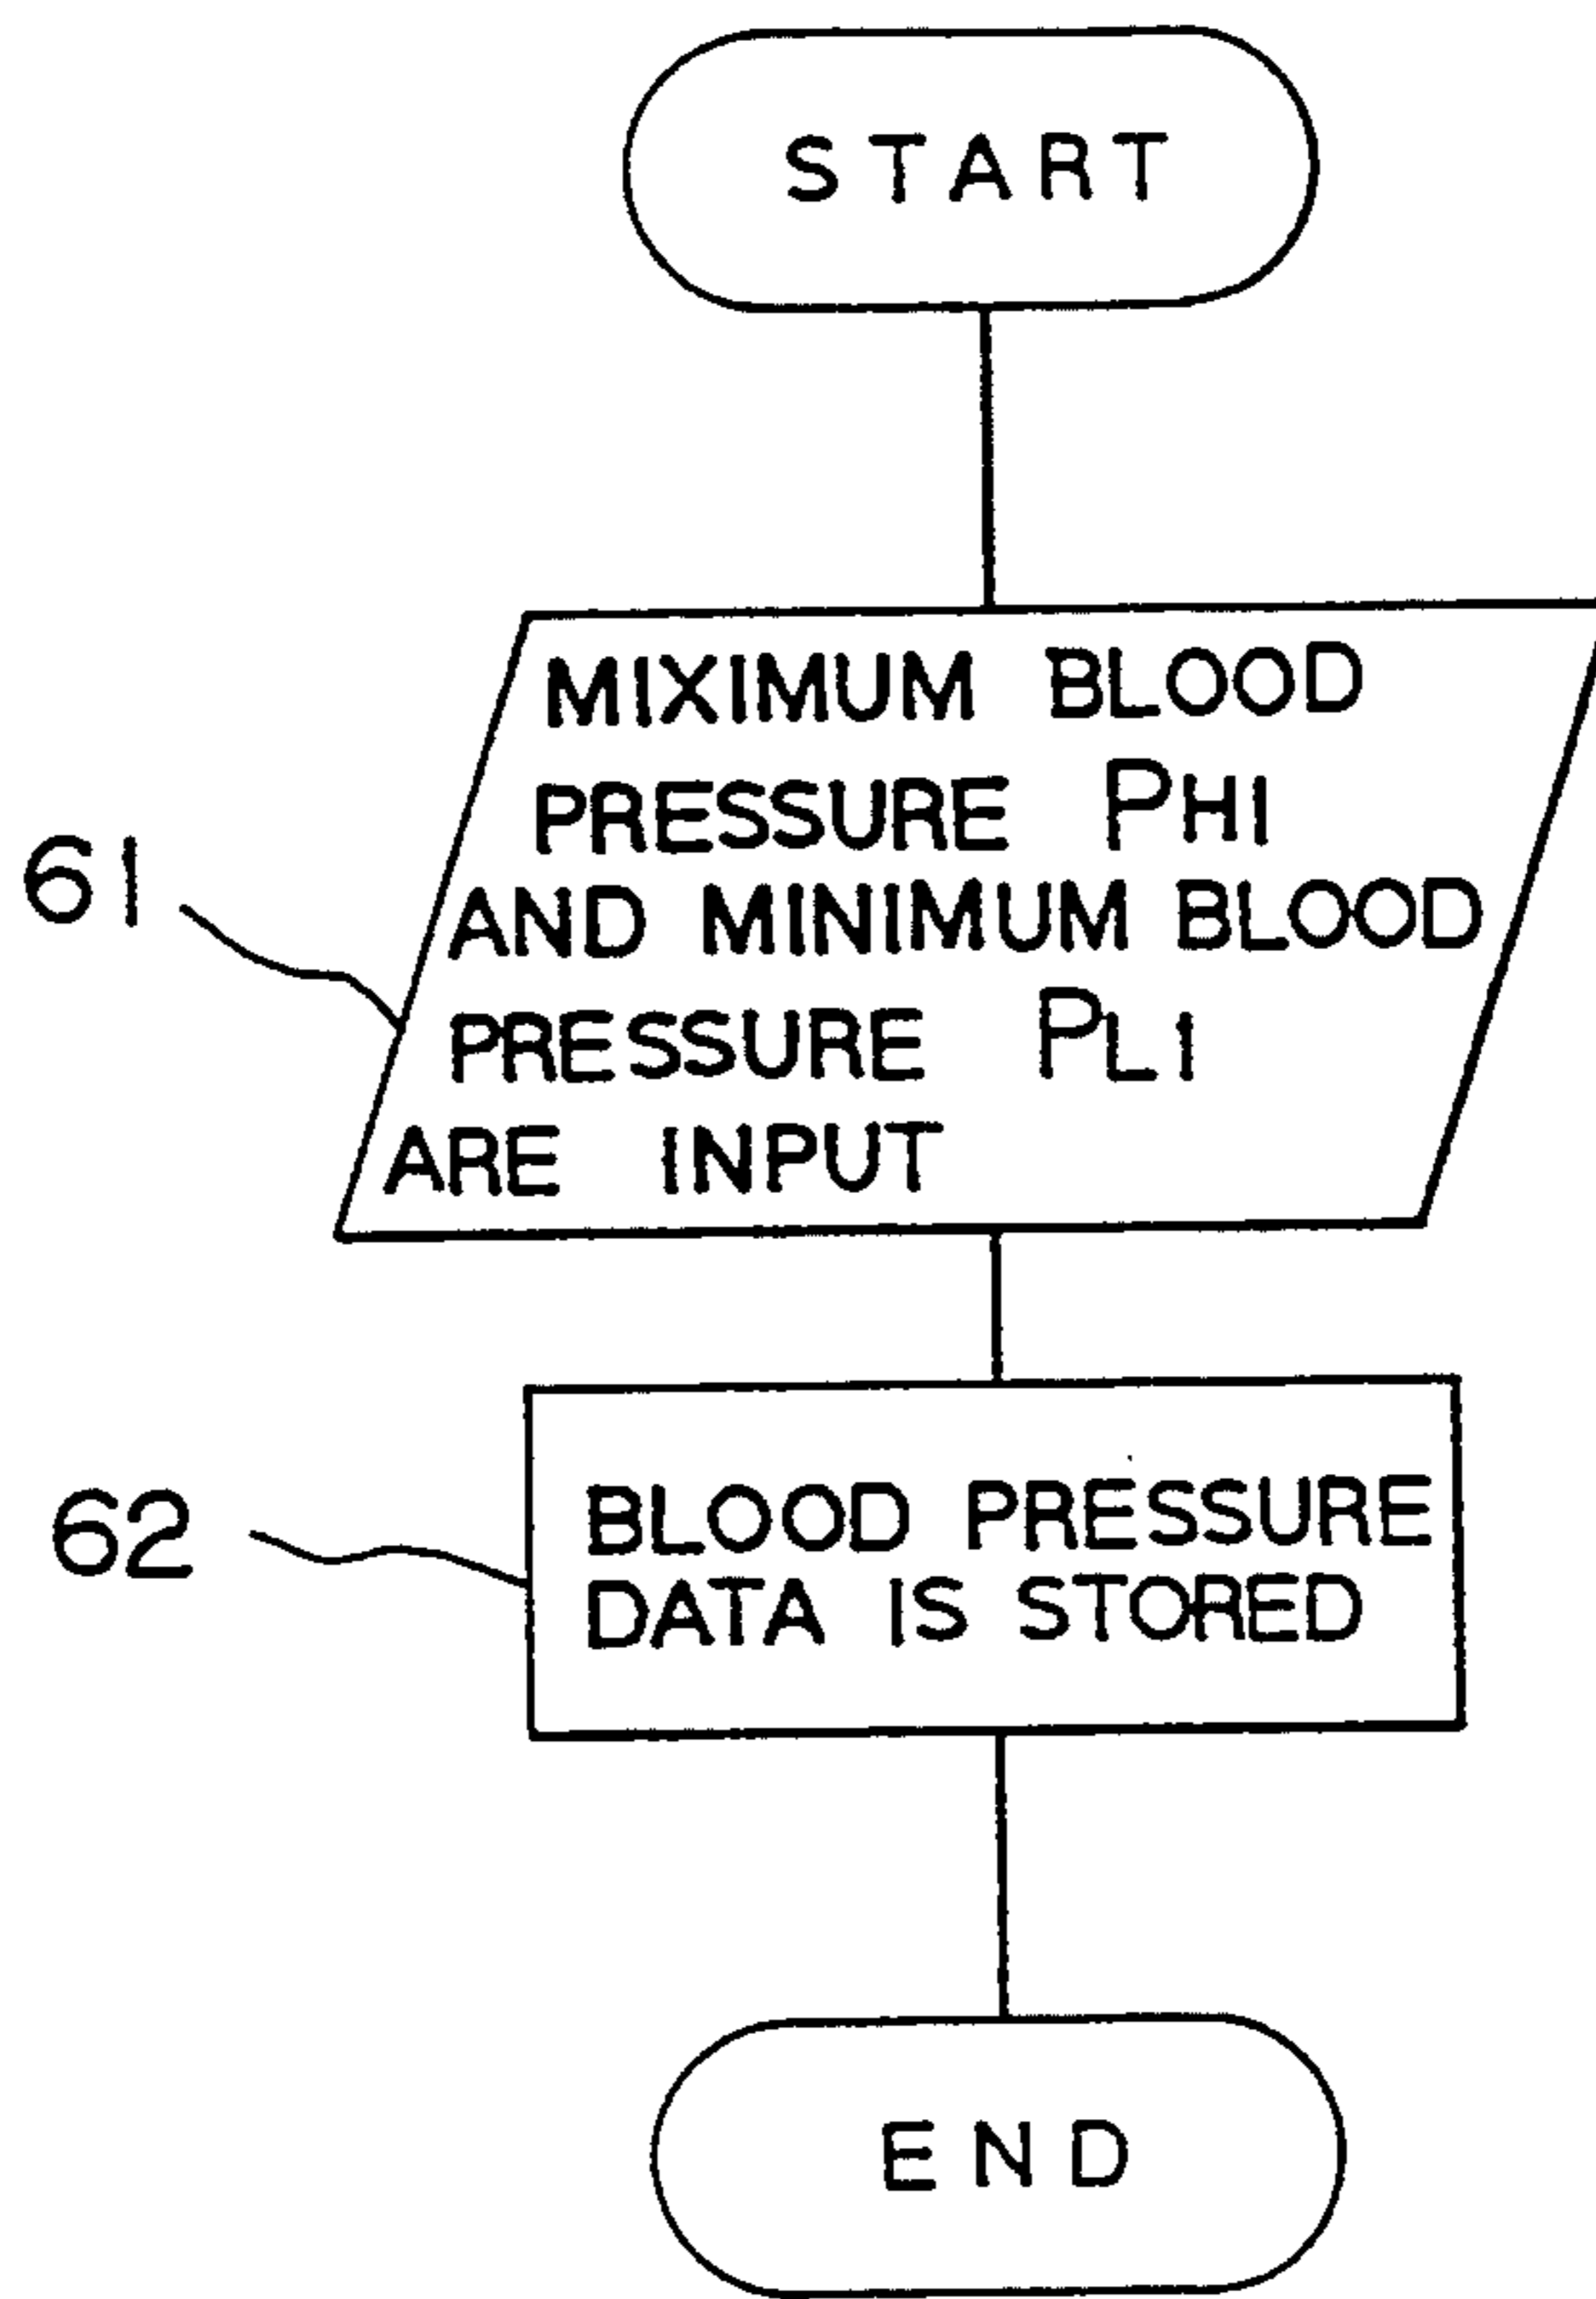 START
MIXIMUM BLOOD
PRESSURE PHI
AND MINIMUM BLOOD
61
PRESSURE PLI
ARE INPUT
BLOOD PRESSURE
62
DATA IS STORED
END